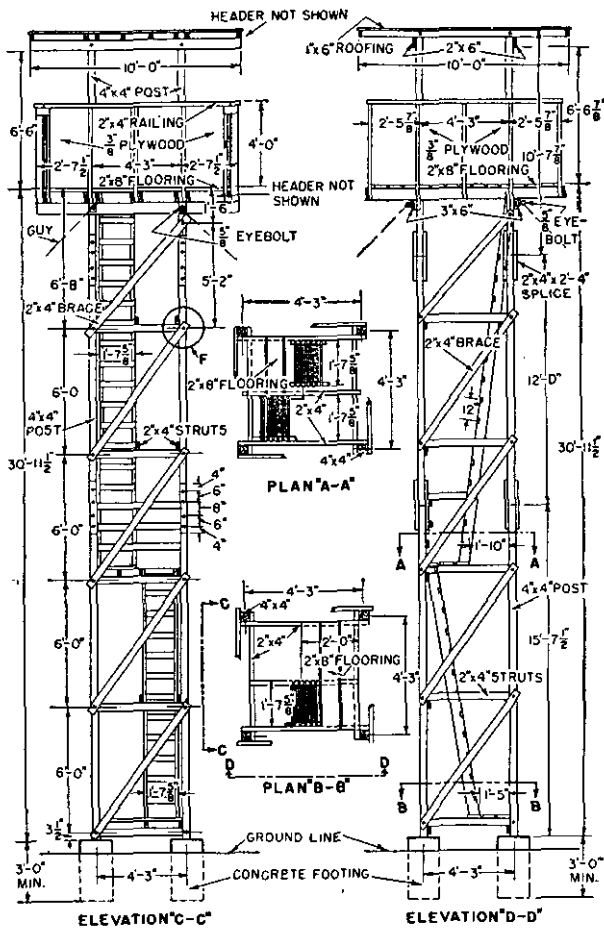 HEADER NOT SHOWN
10'-0"
4"x4" POST
2"x4" RAILING
3/8 PLYWOOD
2'-7 1/2"
4'-3"
2'-7 1/2"
2"x8" FLOORING
6'-6"
4'-0"
HEADER NOT SHOWN
1'-6"
GUY
5/8" EYEBOLT
6'-8"
5'-2"
2"x4" BRACE
F
1'-7 5/8"
6'-0
4"x4" POST
2"x4" STRUTS
30'-11 1/2"
4"
6"
8"
6"
4"
6'-0"
6'-0"
6'-0"
1'-7 5/8"
3 1/2"
3'-0" MIN.
4'-3"
ELEVATION "C-C"
4'-3"
1'-7 5/8"
2"x8" FLOORING
2"x4"
1'-7 5/8"
4'-3"
4"x4"
PLAN "A-A"
C
4'-3"
4"x4"
2"x4"
2'-0"
2"x8" FLOORING
1'-7 5/8"
4'-3"
C
D
D
PLAN "B-B"
GROUND LINE
CONCRETE FOOTING
1"x6" ROOFING
2"x6"
10'-0"
6'-6 7/8"
2'-5 7/8"
4'-3"
2'-5 7/8"
3/8" PLYWOOD
10'-7 7/8"
2"x8" FLOORING
3"x6"
5/8" EYE-
BOLT
2"x4"x2'-4"
SPLICE
2"x4" BRACE
12"
12'-0"
30'-11 1/2"
A
1'-10"
A
4"x4" POST
15'-7 1/2"
2"x4" STRUTS
B
1'-5"
B
4'-3"
3'-0" MIN.
ELEVATION "D-D"